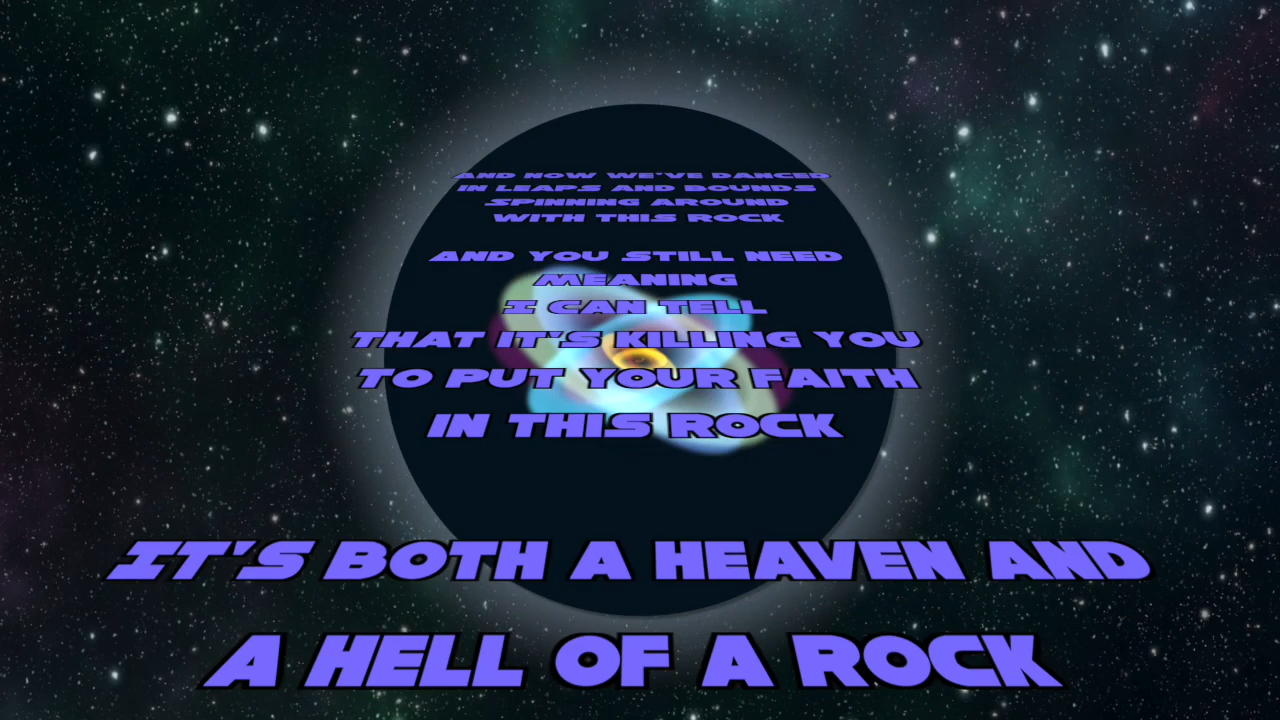 AND NOW WE'VE DANCED
IN LEAPS AND BOUNDS
SPINNING AROUND
WITH THIS ROCK
AND YOU STILL NEED
MEANING
I CAN TELL
THAT IT'S KILLING YOU
TO PUT YOUR FAITH
IN THIS ROCK
IT'S BOTH A HEAVEN AND
A HELL OF A ROCK